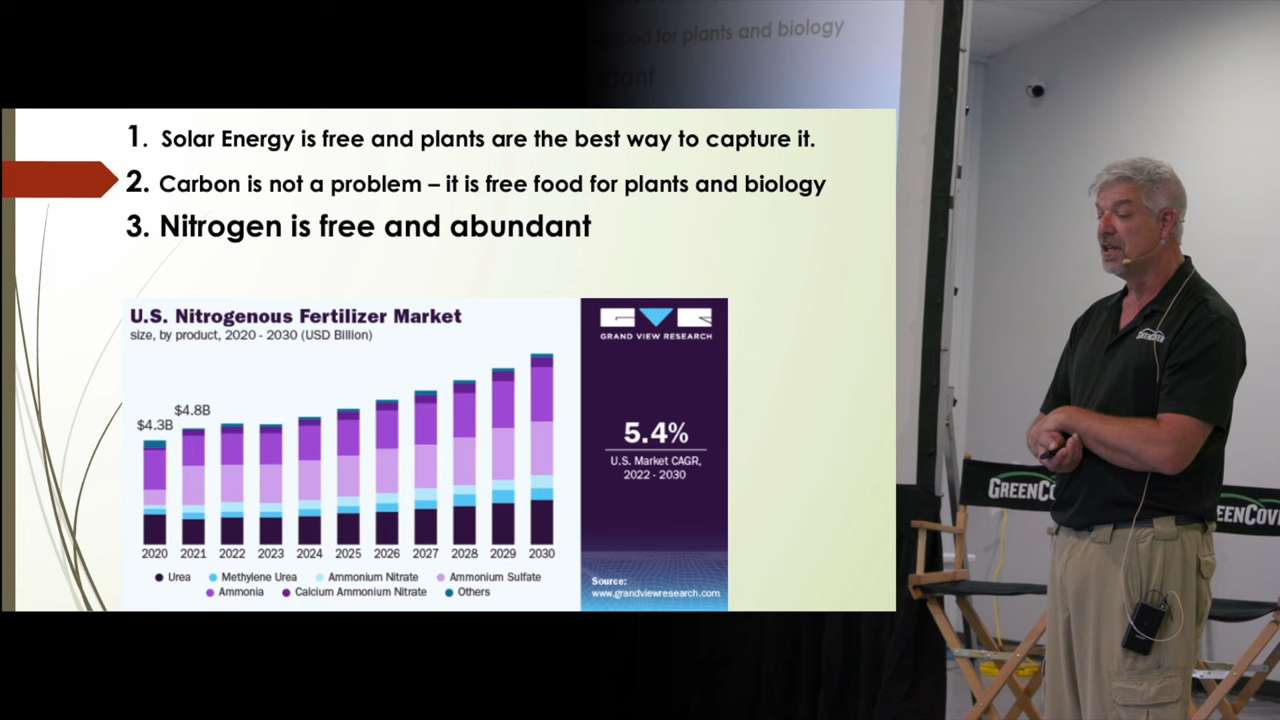 food for plants and biology
1. Solar Energy is free and plants are the best way to capture it.
2. Carbon is not a problem – it is free food for plants and biology
3. Nitrogen is free and abundant
U.S. Nitrogenous Fertilizer Market
size, by product, 2020 - 2030 (USD Billion)
$4.3B
$4.8B
2020 2021 2022 2023 2024 2025 2026 2027 2028 2029 2030
Urea Methylene Urea Ammonium Nitrate Ammonium Sulfate
Ammonia Calcium Ammonium Nitrate Others
GRAND VIEW RESEARCH
5.4%
U.S. Market CAGR,
2022 - 2030
Source:
www.grandviewresearch.com
GREENCOVER